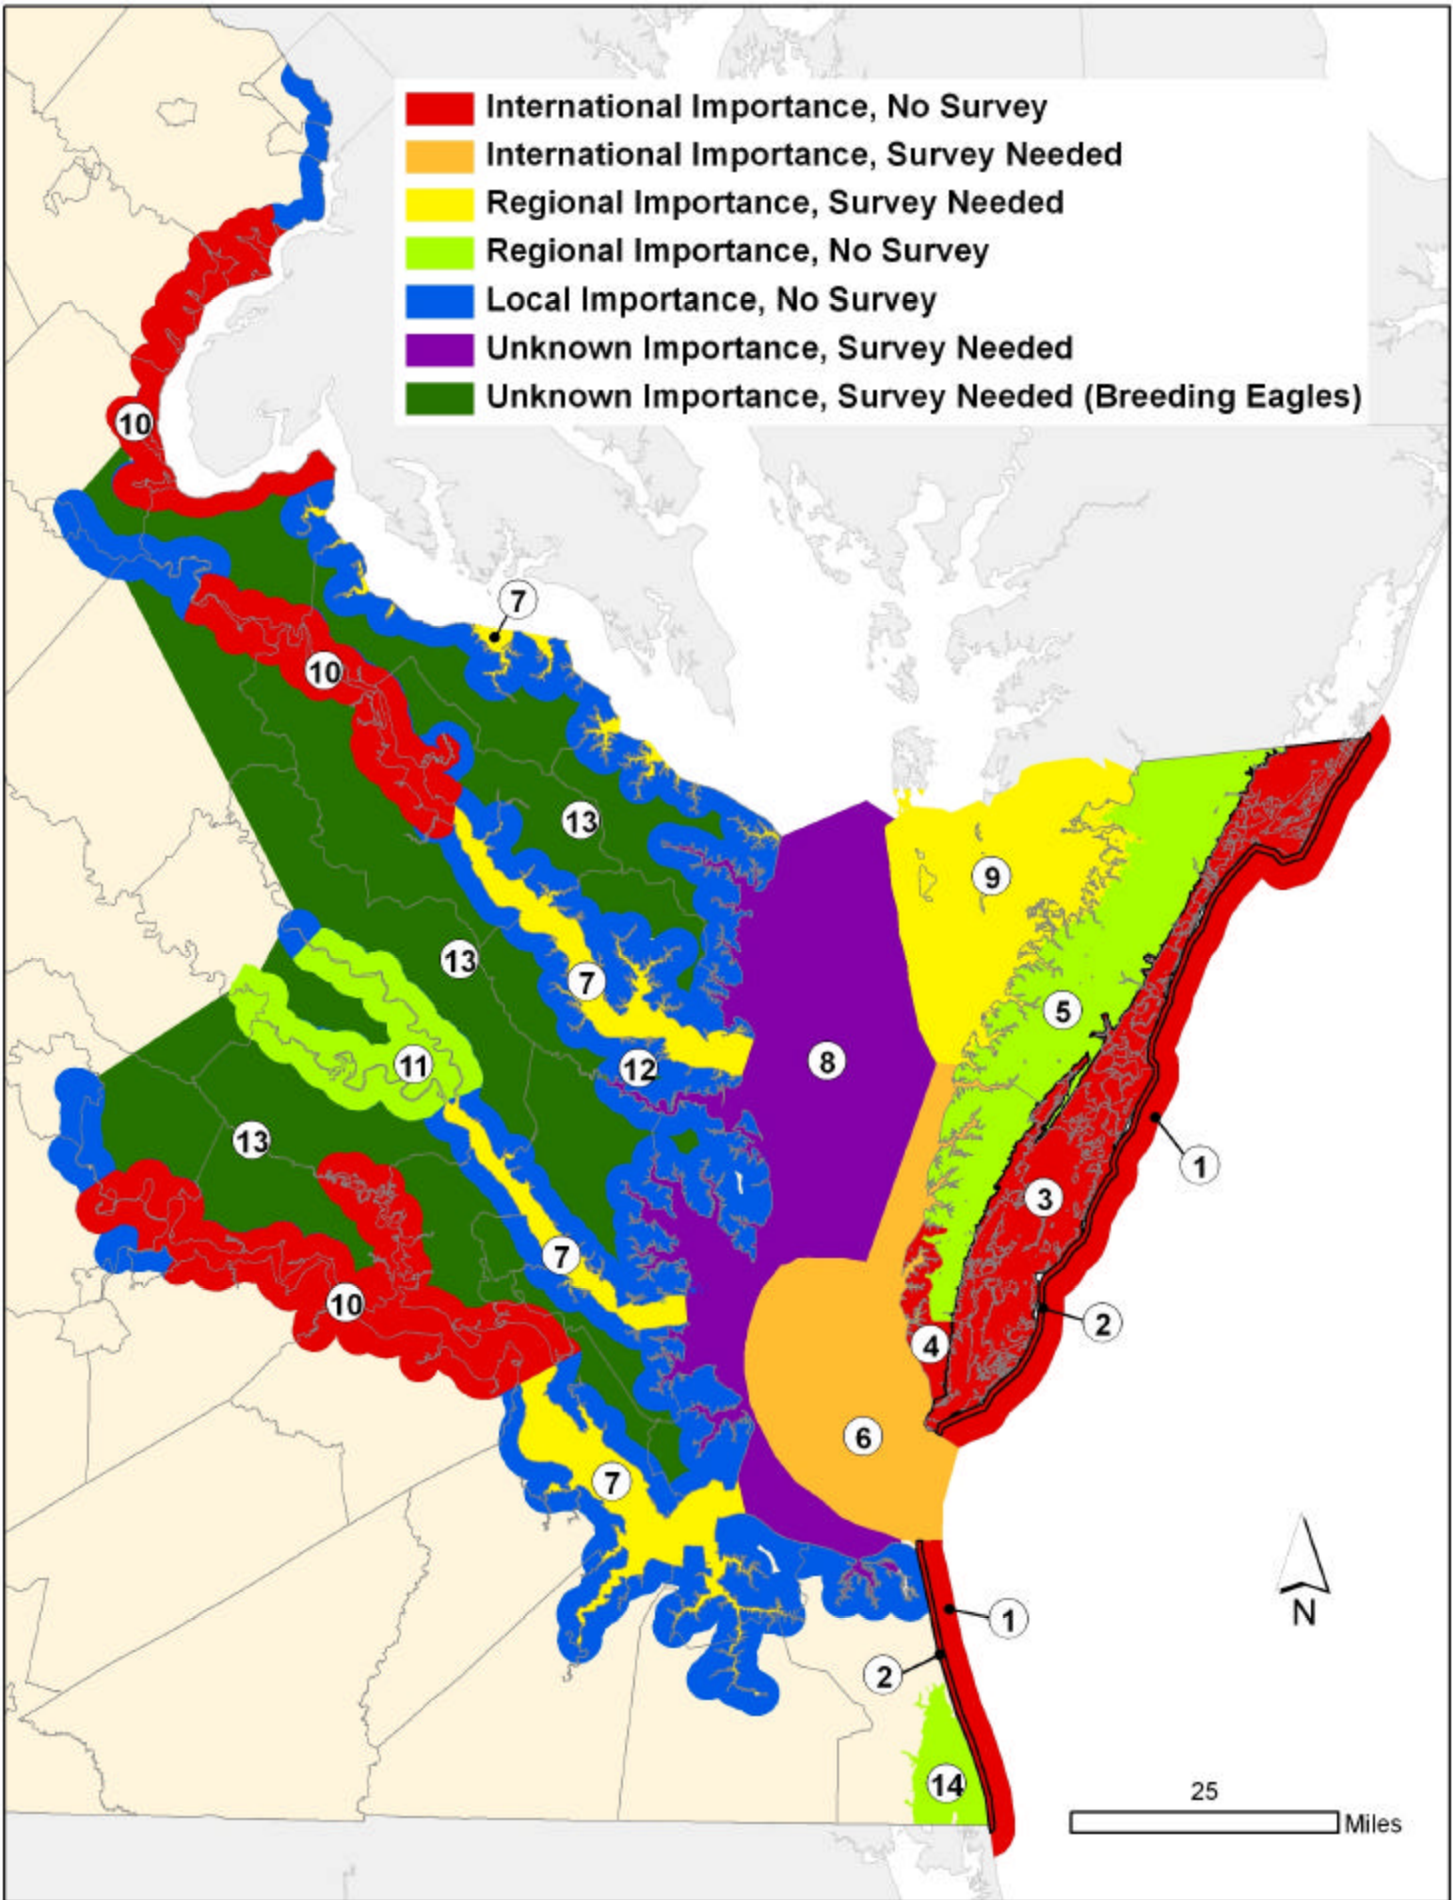 International Importance, No Survey
International Importance, Survey Needed
Regional Importance, Survey Needed
Regional Importance, No Survey
Local Importance, No Survey
Unknown Importance, Survey Needed
Unknown Importance, Survey Needed (Breeding Eagles)
10
7
10
13
9
13
7
5
11
12
8
13
1
3
7
10
2
4
6
7
1
N
2
14
25
Miles